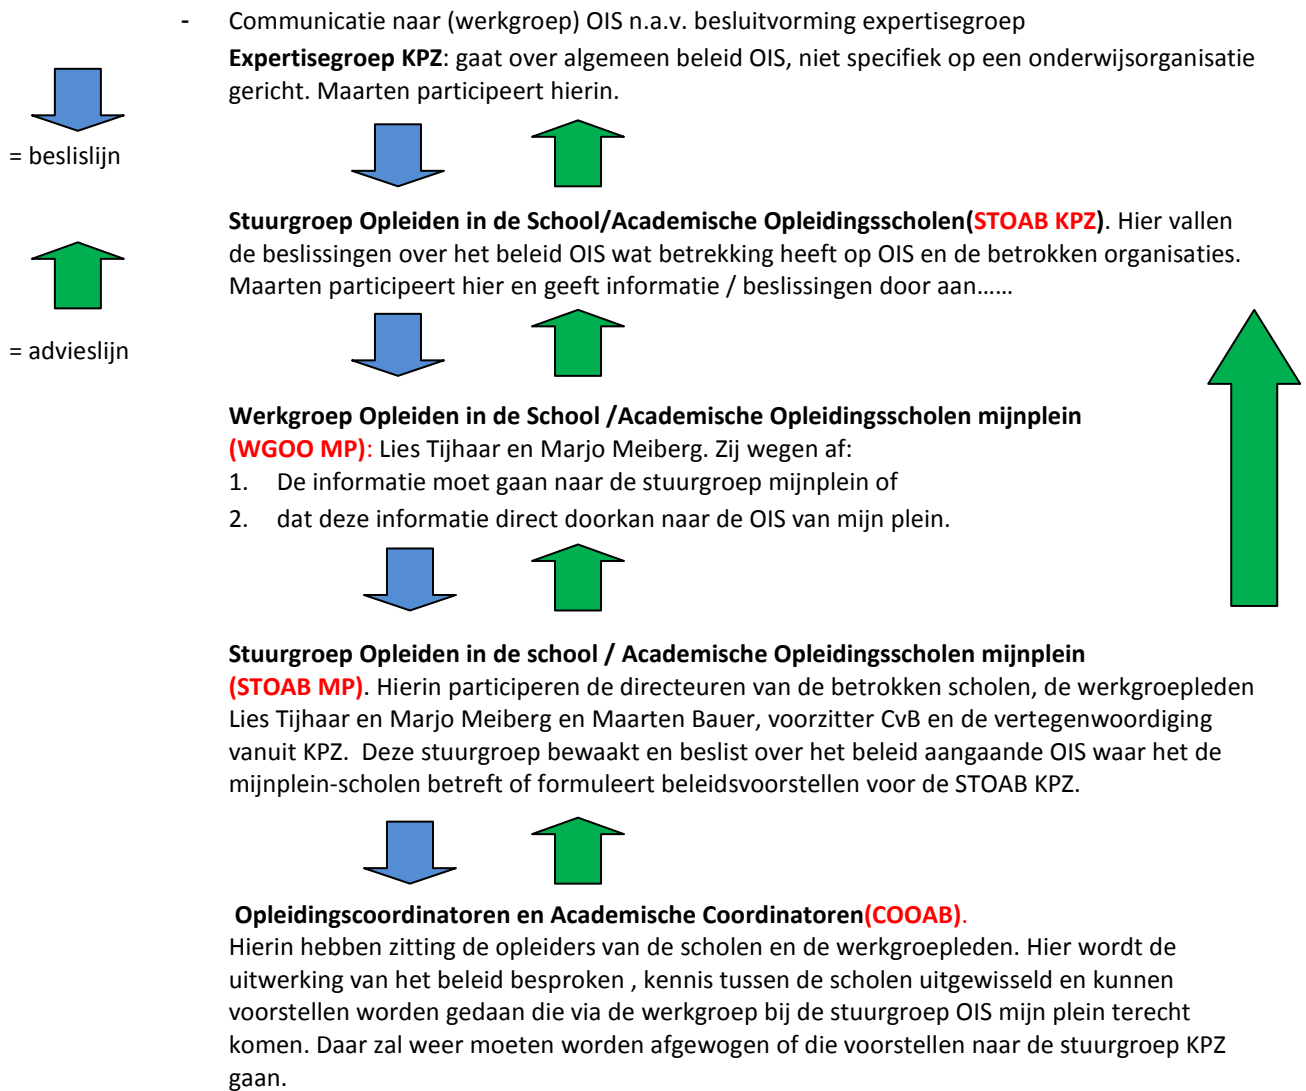 - Communicatie naar (werkgroep) OIS n.a.v. besluitvorming expertisegroep
Expertisegroep KPZ: gaat over algemeen beleid OIS, niet specifiek op een onderwijsorganisatie
gericht. Maarten participeert hierin.
= beslislijn
Stuurgroep Opleiden in de School/Academische Opleidingsscholen(STOAB KPZ). Hier vallen
de beslissingen over het beleid OIS wat betrekking heeft op OIS en de betrokken organisaties.
Maarten participeert hier en geeft informatie / beslissingen door aan……
= advieslijn
Werkgroep Opleiden in de School /Academische Opleidingsscholen mijnplein
(WGOO MP): Lies Tijhaar en Marjo Meiberg. Zij wegen af:
1. De informatie moet gaan naar de stuurgroep mijnplein of
2. dat deze informatie direct doorkan naar de OIS van mijn plein.
Stuurgroep Opleiden in de school / Academische Opleidingsscholen mijnplein
(STOAB MP). Hierin participeren de directeuren van de betrokken scholen, de werkgroepleden
Lies Tijhaar en Marjo Meiberg en Maarten Bauer, voorzitter CvB en de vertegenwoordiging
vanuit KPZ.  Deze stuurgroep bewaakt en beslist over het beleid aangaande OIS waar het de
mijnplein-scholen betreft of formuleert beleidsvoorstellen voor de STOAB KPZ.
Opleidingscoordinatoren en Academische Coordinatoren(COOAB).
Hierin hebben zitting de opleiders van de scholen en de werkgroepleden. Hier wordt de
uitwerking van het beleid besproken , kennis tussen de scholen uitgewisseld en kunnen
voorstellen worden gedaan die via de werkgroep bij de stuurgroep OIS mijn plein terecht
komen. Daar zal weer moeten worden afgewogen of die voorstellen naar de stuurgroep KPZ
gaan.